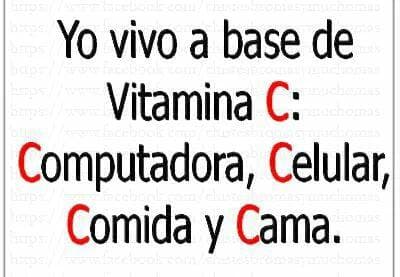 Yo vivo a base de
Vitamina C:
Computadora, Celular,
Comida y Cama.